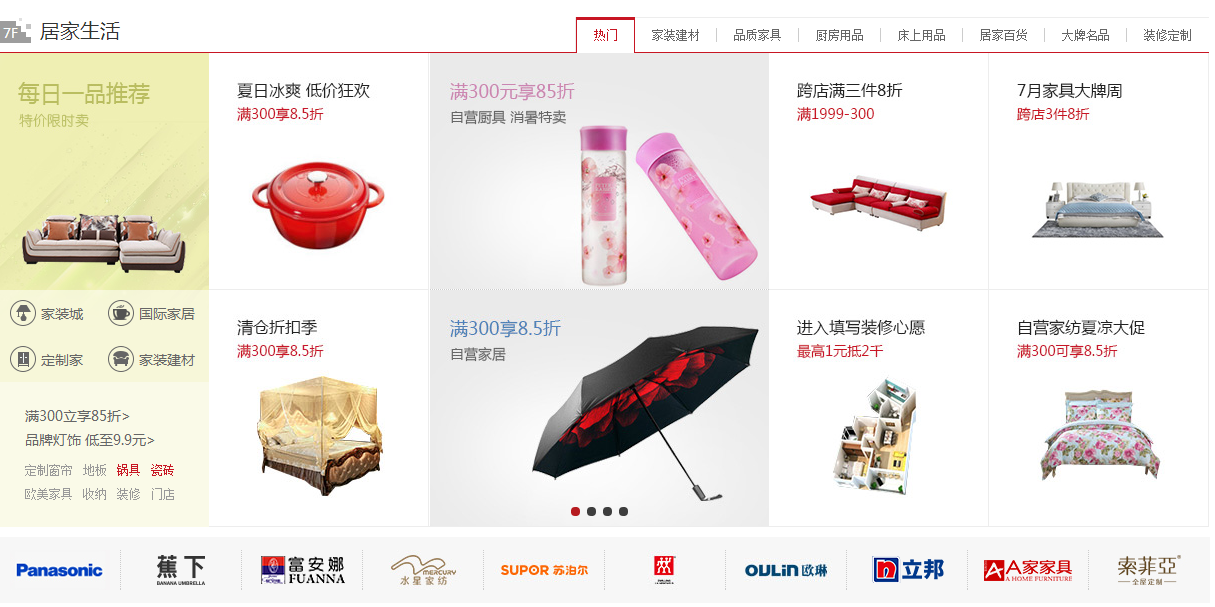 7F 居家生活
热门 家装建材 品质家具 厨房用品 床上用品 居家百货 大牌名品 装修定制
每日一品推荐
特价限时卖
夏日冰爽 低价狂欢
满300享8.5折
满300元享85折
自营厨具 消暑特卖
跨店满三件8折
满1999-300
7月家具大牌周
跨店3件8折
家装城 国际家居
定制家 家装建材
满300立享85折>
品牌灯饰 低至9.9元>
定制窗帘 地板 锅具 瓷砖
欧美家具 收纳 装修 门店
清仓折扣季
满300享8.5折
满300享8.5折
自营家居
进入填写装修心愿
最高1元抵2千
自营家纺夏凉大促
满300可享8.5折
Panasonic
蕉下
BANANA UMBRELLA
富安娜
FUANNA
MERCURY
水星家纺
SUPOR 苏泊尔
OULIN 欧琳
立邦
A家家具
A HOME FURNITURE
索菲亞
全屋定制